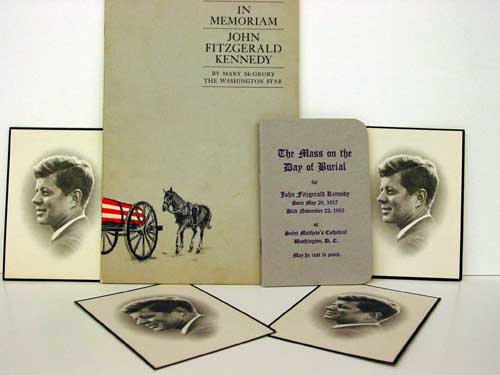 IN
MEMORIAM
JOHN
FITZGERALD
KENNEDY
BY MARY McGRORY
THE WASHINGTON STAR
The Mass on the
Day of Burial
for
John Fitzgerald Kennedy
Born May 29, 1917
Died November 22, 1963
at
Saint Mathew's Cathedral
Washington, D. C.
May he rest in peace.